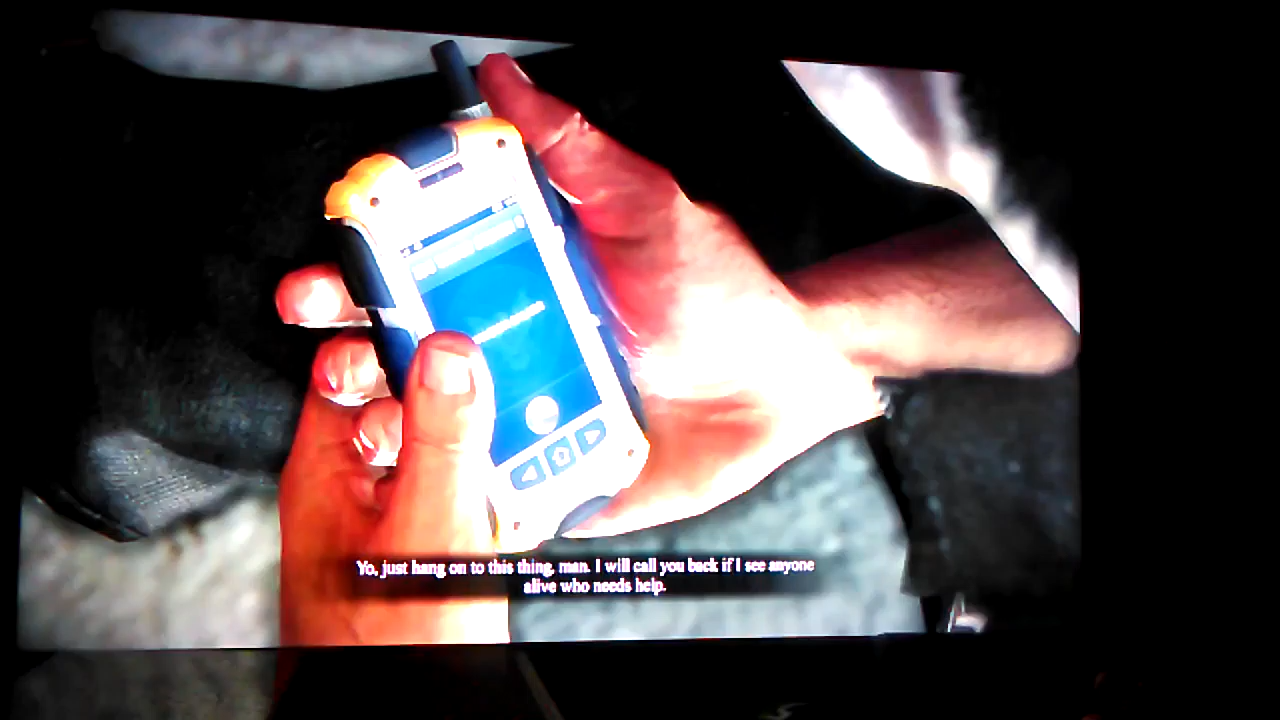 Yo, just hang on to this thing, man. I will call you back if I see anyone
alive who needs help.